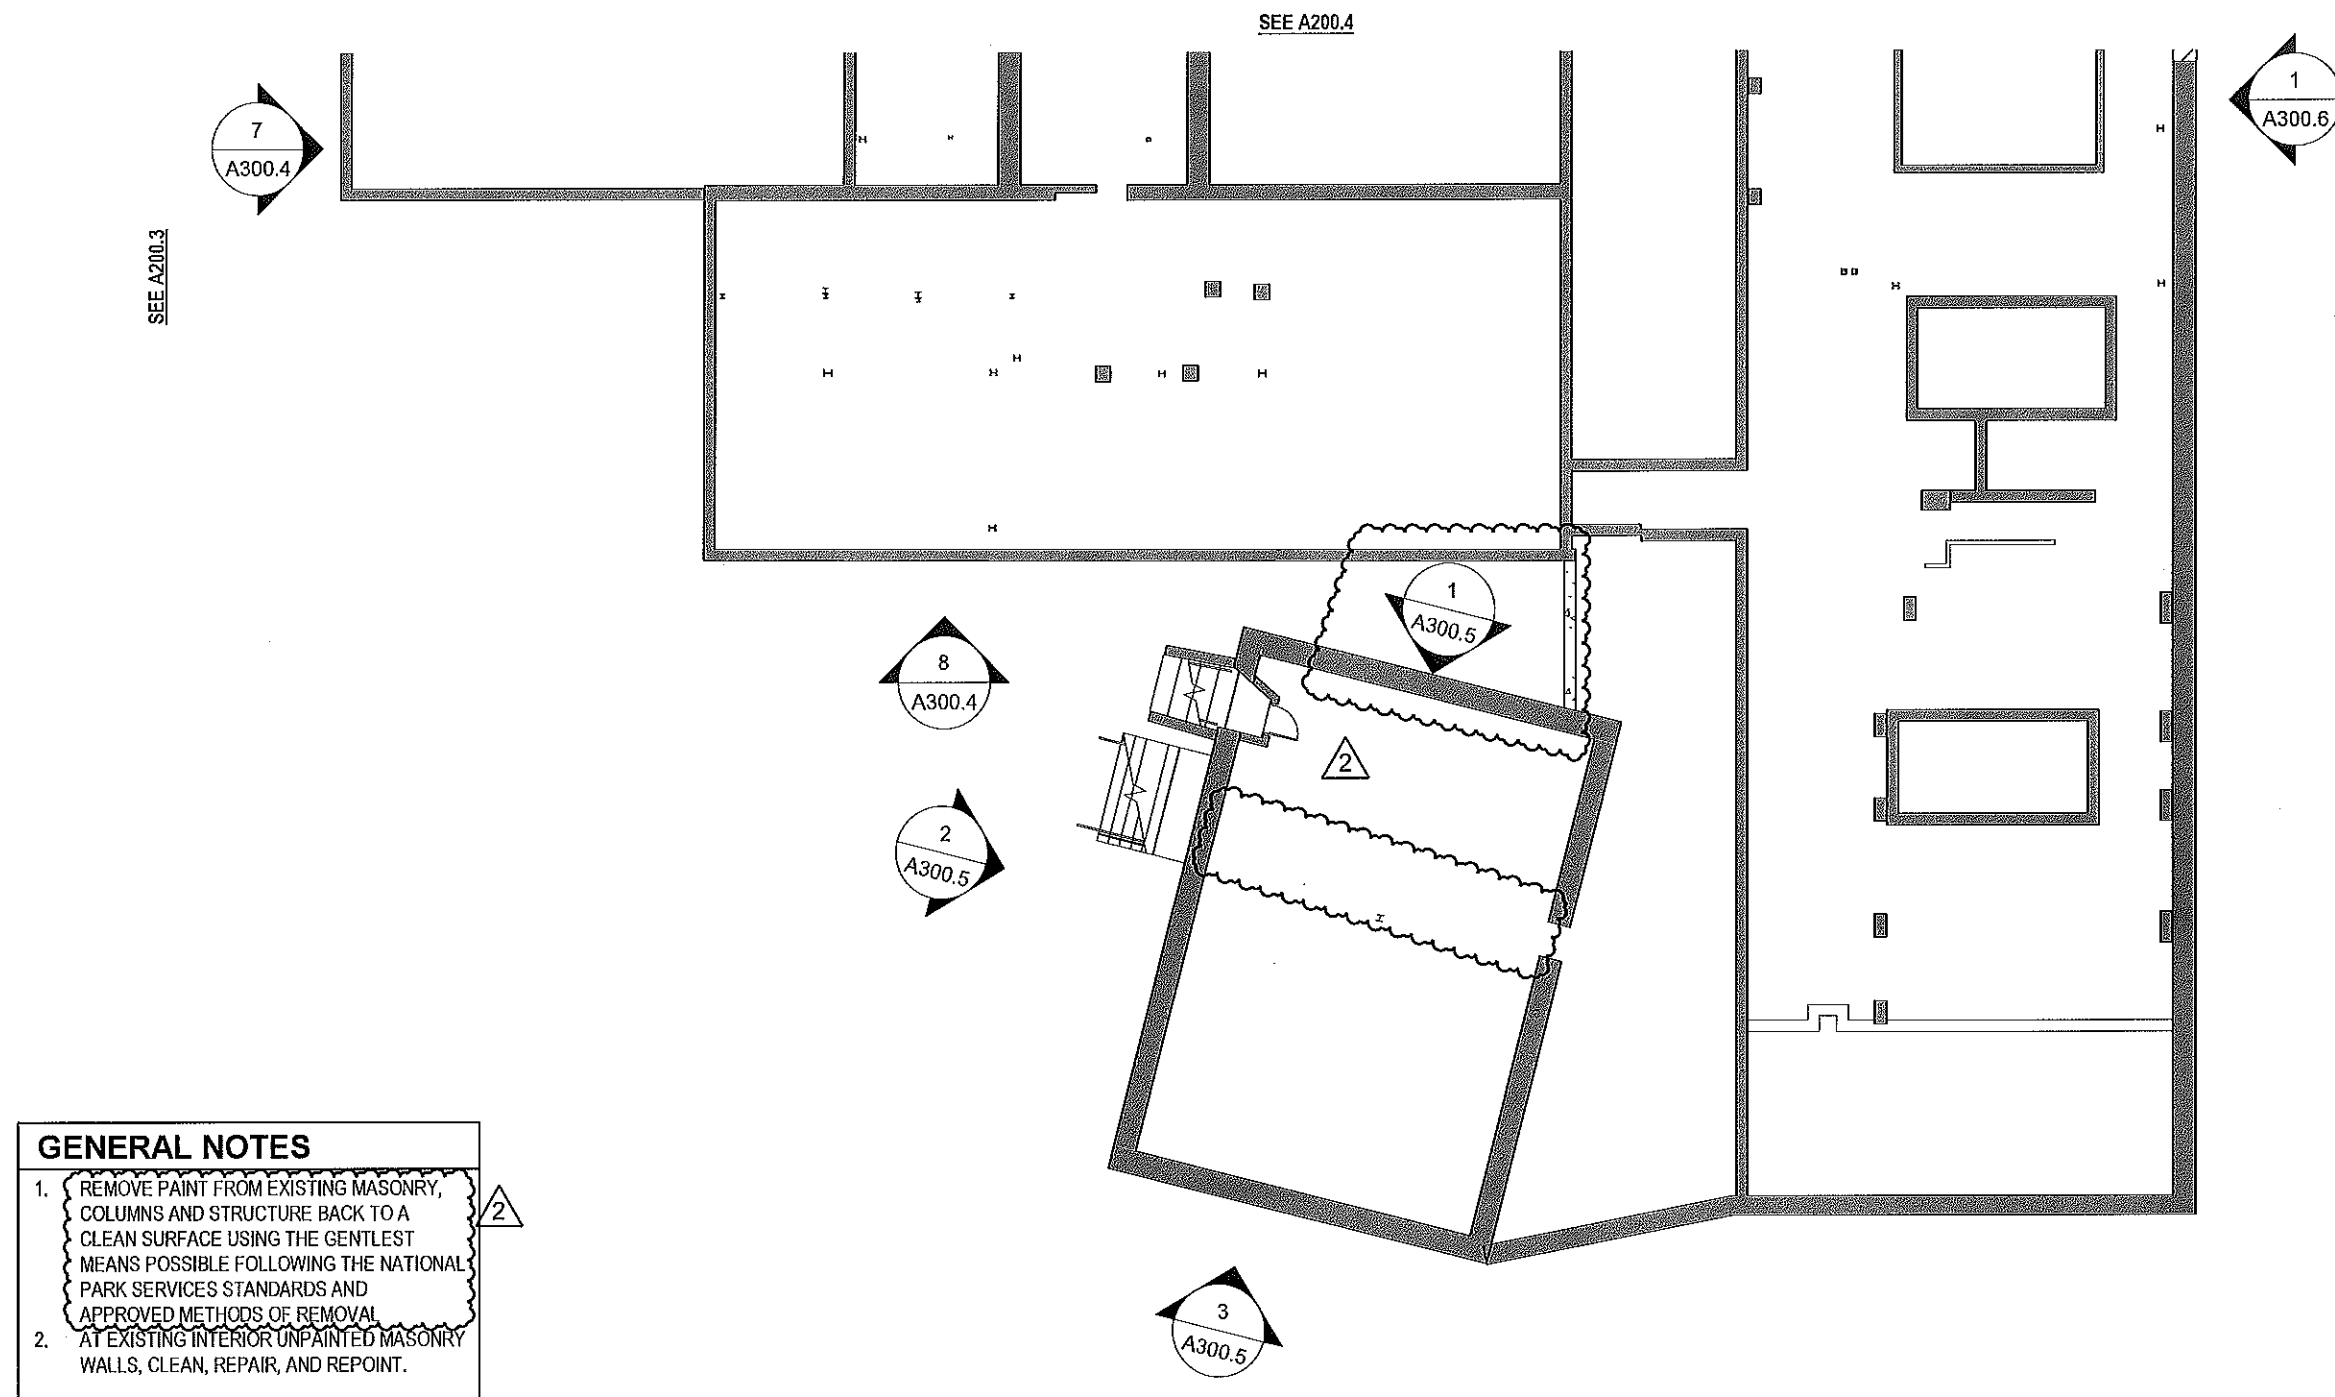 SEE A200.4
7
A300.4
1
A300.6
SEE A200.3
1
A300.5
8
A300.4
2
2
A300.5
GENERAL NOTES
1. REMOVE PAINT FROM EXISTING MASONRY,
COLUMNS AND STRUCTURE BACK TO A
CLEAN SURFACE USING THE GENTLEST
MEANS POSSIBLE FOLLOWING THE NATIONAL
PARK SERVICES STANDARDS AND
APPROVED METHODS OF REMOVAL
2
2. AT EXISTING INTERIOR UNPAINTED MASONRY
WALLS, CLEAN, REPAIR, AND REPOINT.
3
A300.5